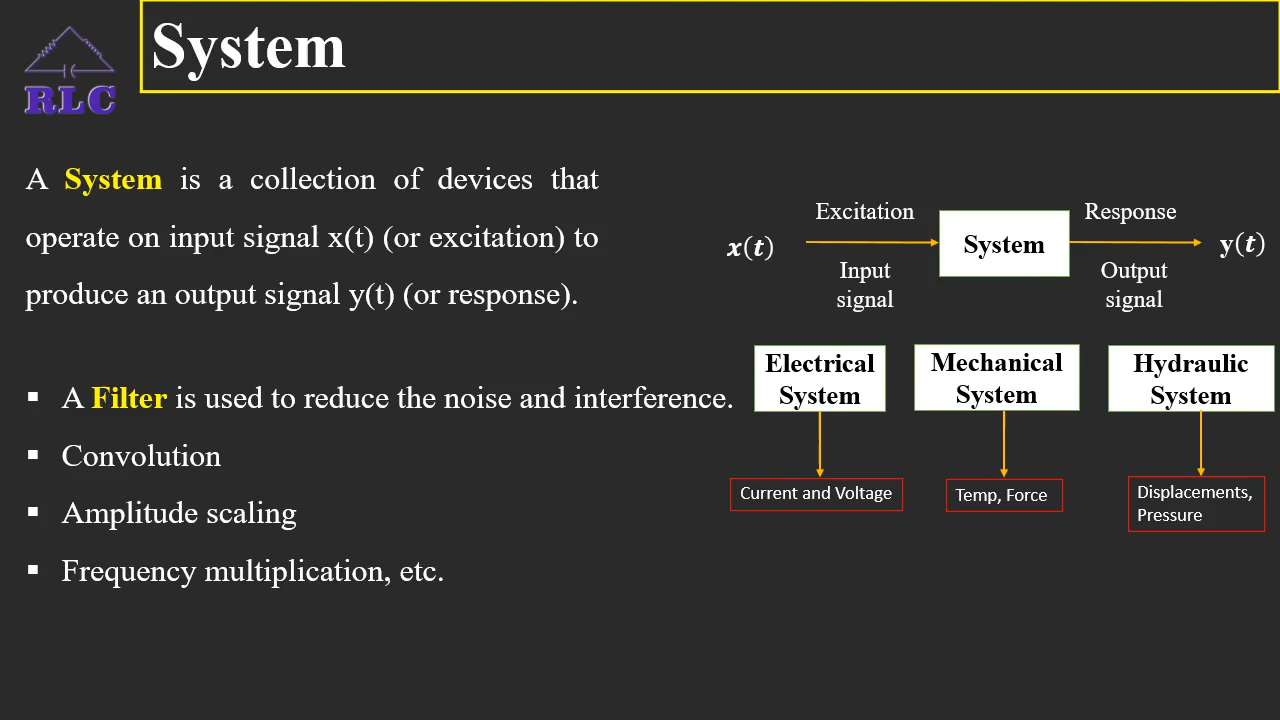 System
RLC
A System is a collection of devices that
operate on input signal x(t) (or excitation) to
produce an output signal y(t) (or response).
▪ A Filter is used to reduce the noise and interference.
▪ Convolution
▪ Amplitude scaling
▪ Frequency multiplication, etc.
Excitation
Response
x(t)
System
y(t)
Input
signal
Output
signal
Electrical
System
Mechanical
System
Hydraulic
System
Current and Voltage
Temp, Force
Displacements,
Pressure